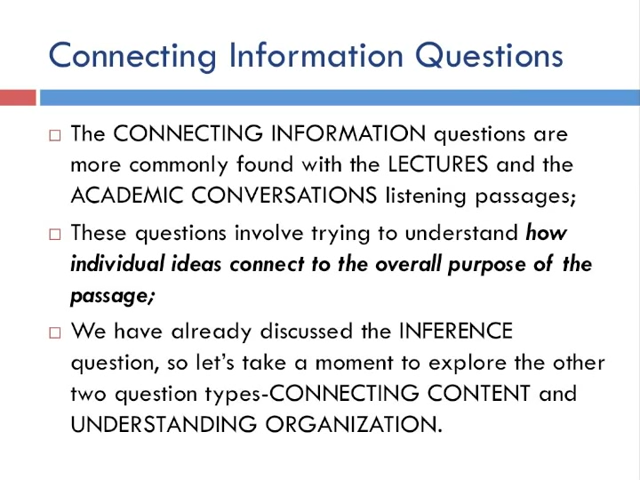 Connecting Information Questions
The CONNECTING INFORMATION questions are
more commonly found with the LECTURES and the
ACADEMIC CONVERSATIONS listening passages;
These questions involve trying to understand how
individual ideas connect to the overall purpose of the
passage;
We have already discussed the INFERENCE
question, so let's take a moment to explore the other
two question types-CONNECTING CONTENT and
UNDERSTANDING ORGANIZATION.